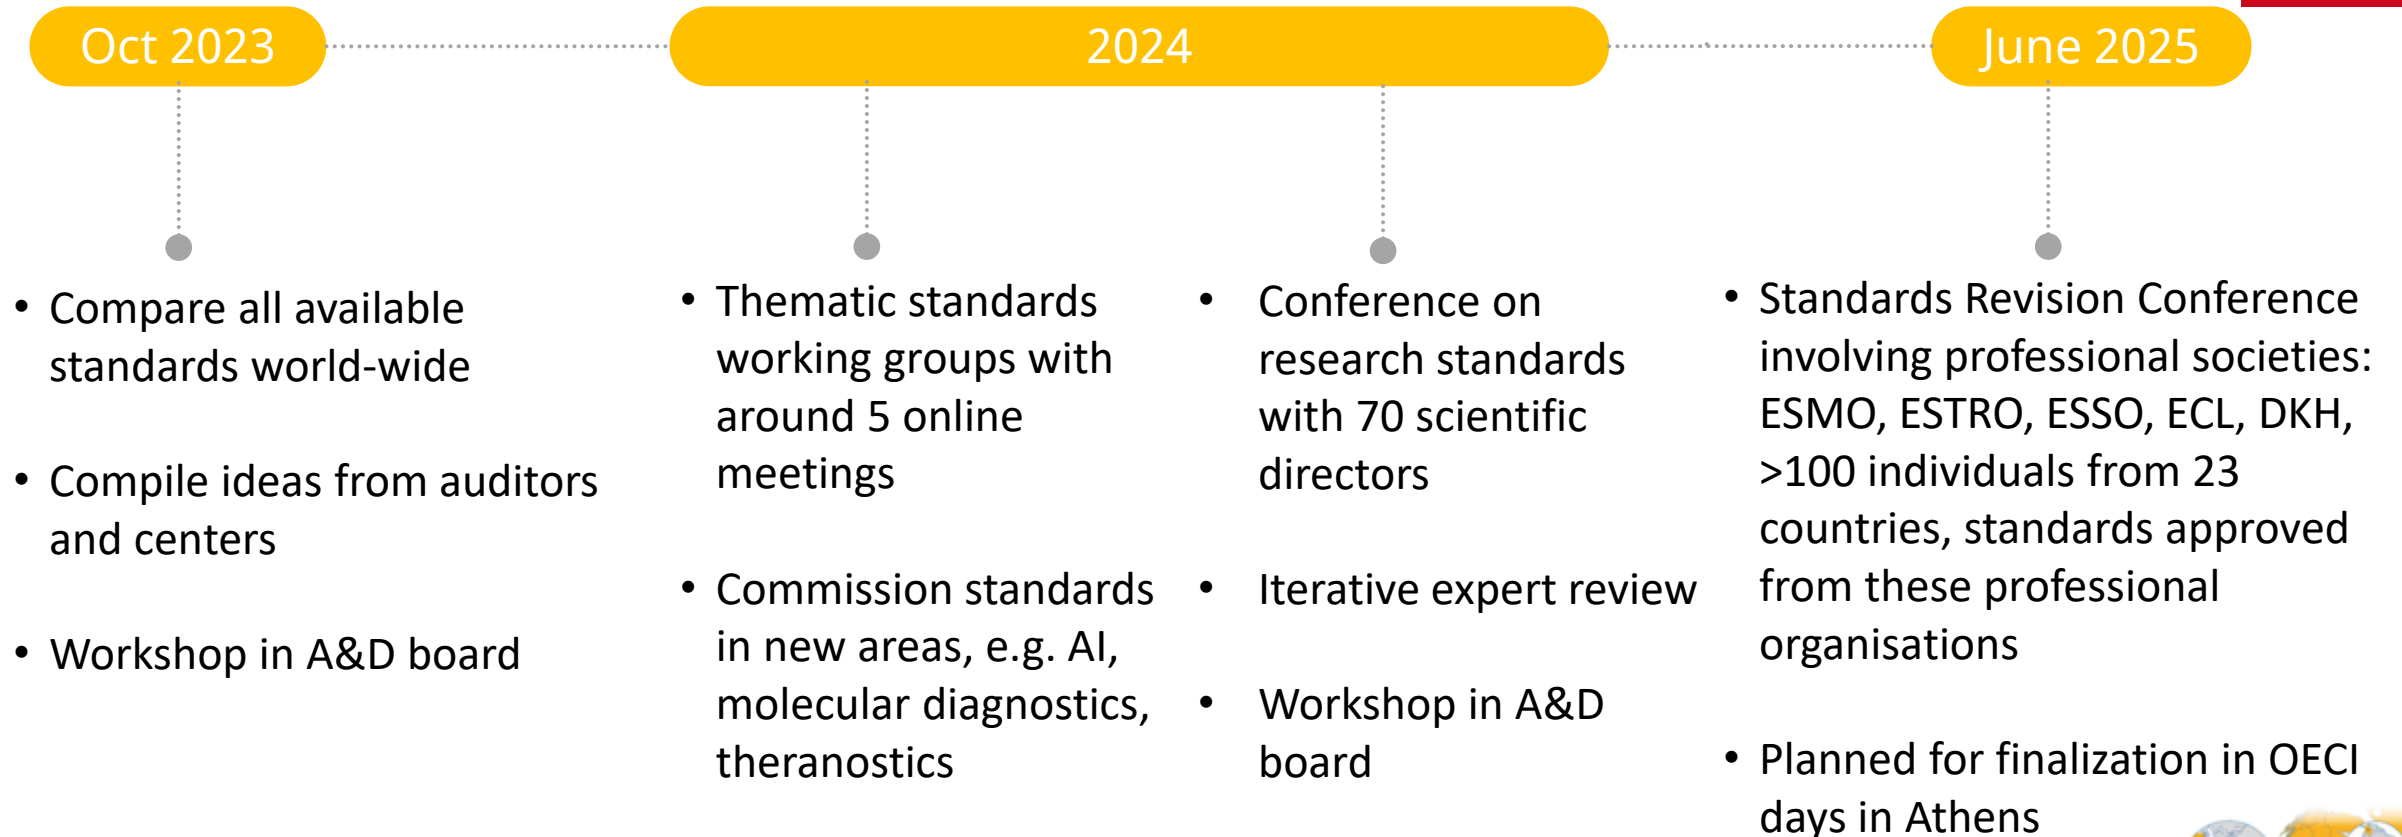 Oct 2023
2024
June 2025
• Compare all available
standards world-wide
• Compile ideas from auditors
and centers
• Workshop in A&D board
• Thematic standards
working groups with
around 5 online
meetings
• Commission standards
in new areas, e.g. AI,
molecular diagnostics,
theranostics
• Conference on
research standards
with 70 scientific
directors
• Iterative expert review
• Workshop in A&D
board
• Standards Revision Conference
involving professional societies:
ESMO, ESTRO, ESSO, ECL, DKH,
>100 individuals from 23
countries, standards approved
from these professional
organisations
• Planned for finalization in OECI
days in Athens